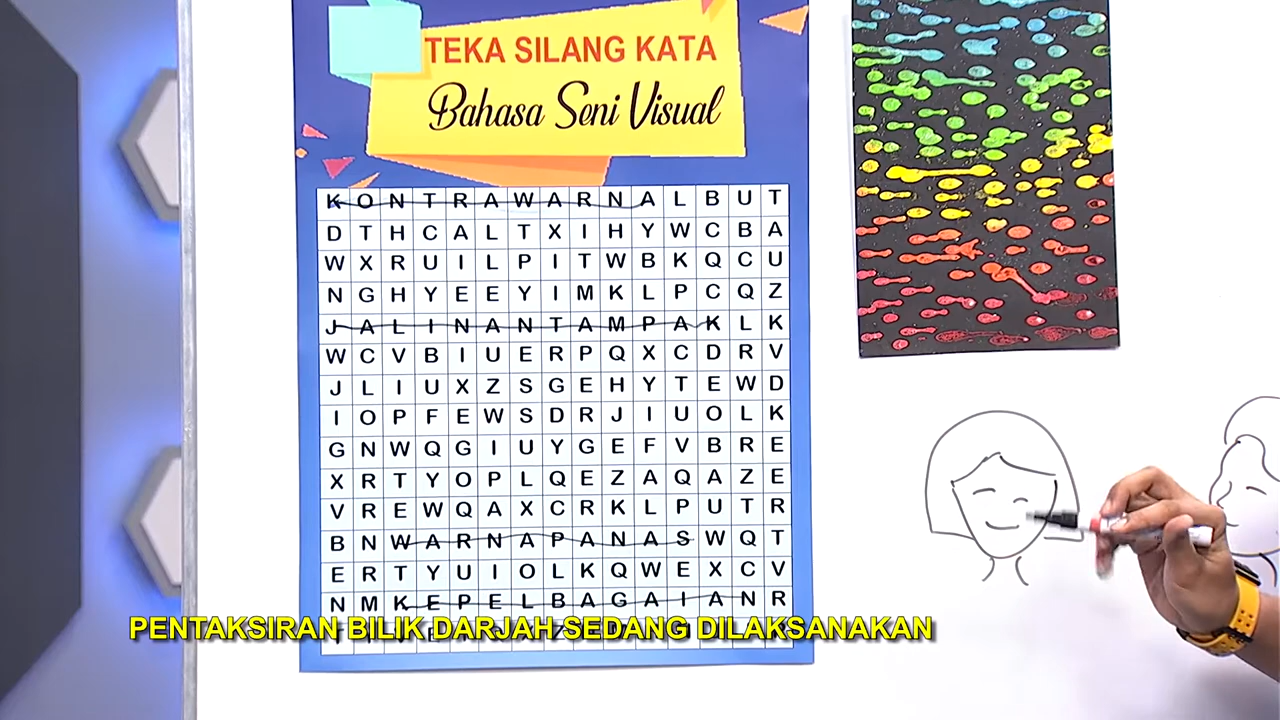 TEKA SILANG KATA
Bahasa Seni Visual
K O N T R A W A R N A L B U T
D T H C A L T X I H Y W C B A
W X R U I L P I T W B K Q C U
N G H Y E E Y I M K L P C Q Z
J A L I N A N T A M P A K L K
W C V B I U E R P Q X C D R V
J L I U X Z S G E H Y T E W D
I O P F E W S D R J I U O L K
G N W Q G I U Y G E F V B R E
X R T Y O P L Q E Z A Q A Z E
V R E W Q A X C R K L P U T R
B N W A R N A P A N A S W Q T
E R T Y U I O L K Q W E X C V
N M K E P E L B A G A I A N R
PENTAKSIRAN BILIK DARJAH SEDANG DILAKSANAKAN